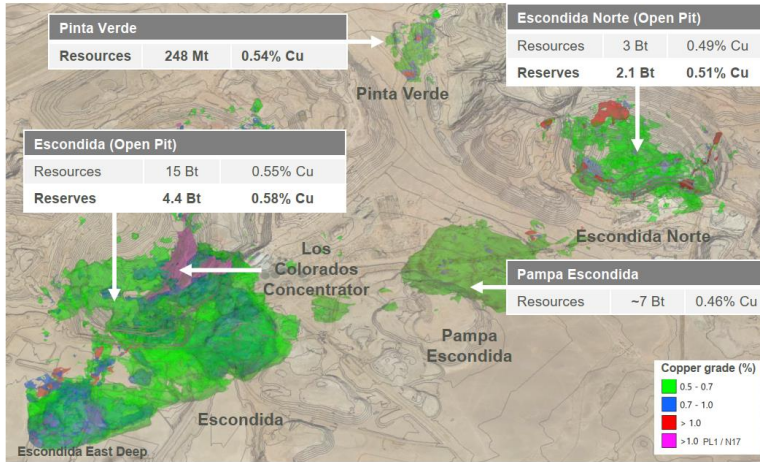 Pinta Verde
Resources 248 Mt 0.54% Cu
Escondida Norte (Open Pit)
Resources 3 Bt 0.49% Cu
Reserves 2.1 Bt 0.51% Cu
Pinta Verde
Escondida (Open Pit)
Resources 15 Bt 0.55% Cu
Reserves 4.4 Bt 0.58% Cu
Escondida Norte
Los
Colorados
Concentrator
Pampa Escondida
Resources ~7 Bt 0.46% Cu
Pampa
Escondida
Escondida
Escondida East Deep
Copper grade (%)
0.5 - 0.7
0.7 - 1.0
> 1.0
>1.0 PL1 / N17